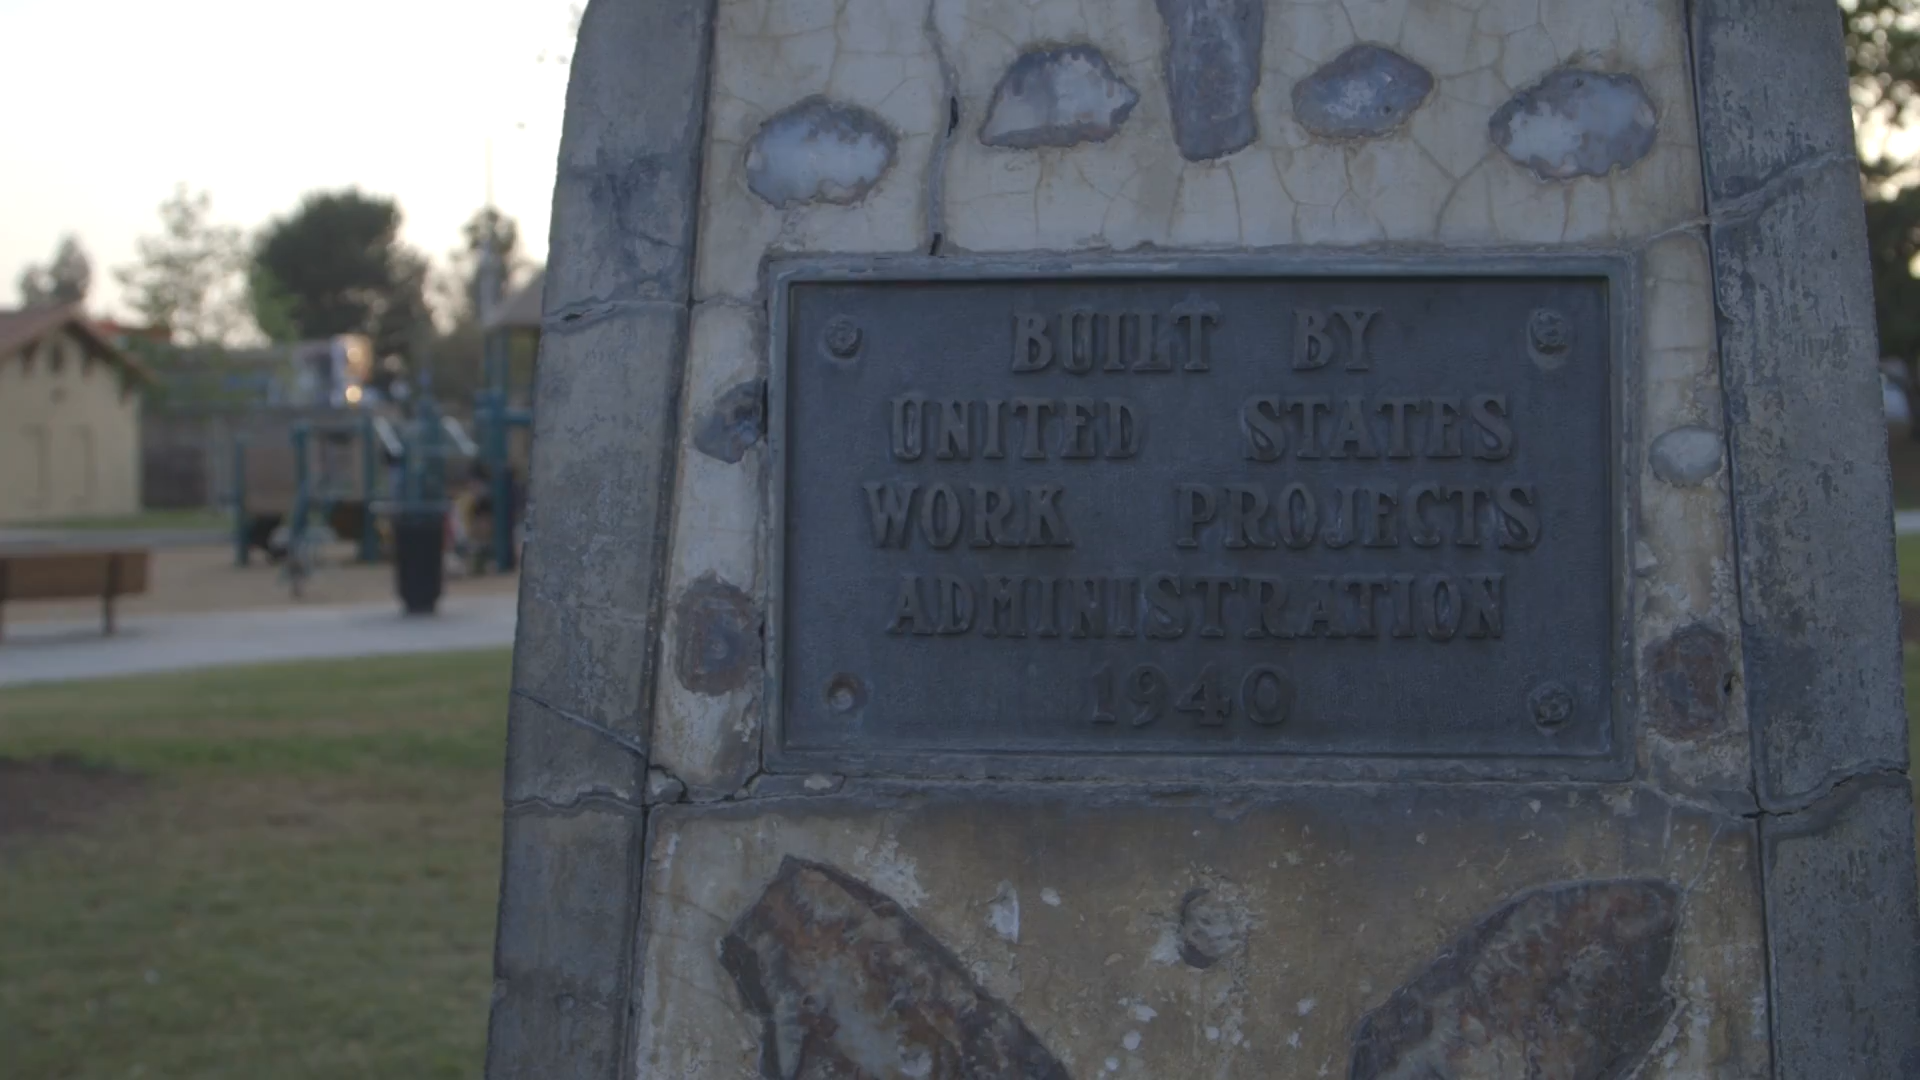 BUILT BY
UNITED STATES
WORK PROJECTS
ADMINISTRATION
1940